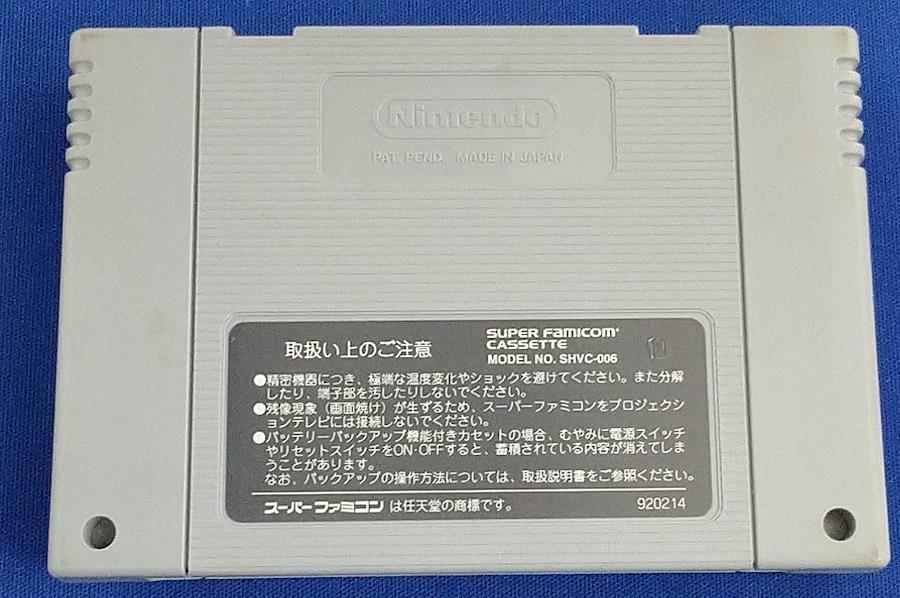 Nintendo
PAT. PEND. MADE IN JAPAN
取扱い上のご注意
SUPER FAMICOM
CASSETTE
MODEL NO. SHVC-006
10
●精密機器につき、極端な温度変化やショックを避けてください。また分解
したり、端子部を汚したりしないでください。
●残像現象（画面焼け）が生ずるため、スーパーファミコンをプロジェクシ
ョンテレビには接続しないでください。
●バッテリーバックアップ機能付きカセットの場合、むやみに電源スイッチ
やリセットスイッチをON・OFFすると、蓄積されている内容が消えてしま
うことがあります。
なお、バックアップの操作方法については、取扱説明書をご参照ください。
スーパーファミコン は任天堂の商標です。
920214